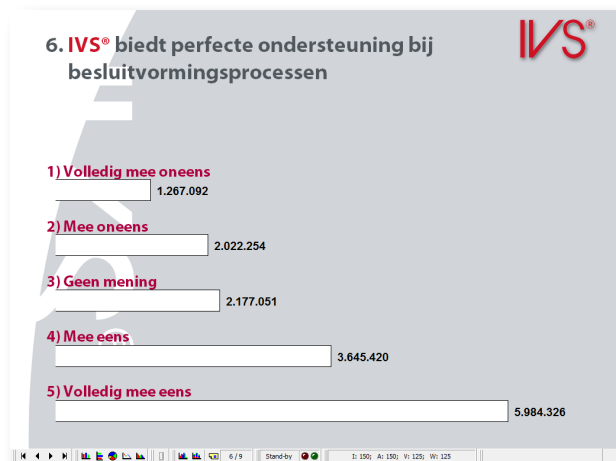 6. IVS® biedt perfecte ondersteuning bij
besluitvormingsprocessen
IVS®
1) Volledig mee oneens
1.267.092
2) Mee oneens
2.022.254
3) Geen mening
2.177.051
4) Mee eens
3.645.420
5) Volledig mee eens
5.984.326
6 / 9 Stand-by I: 150; A: 150; V: 125; W: 125